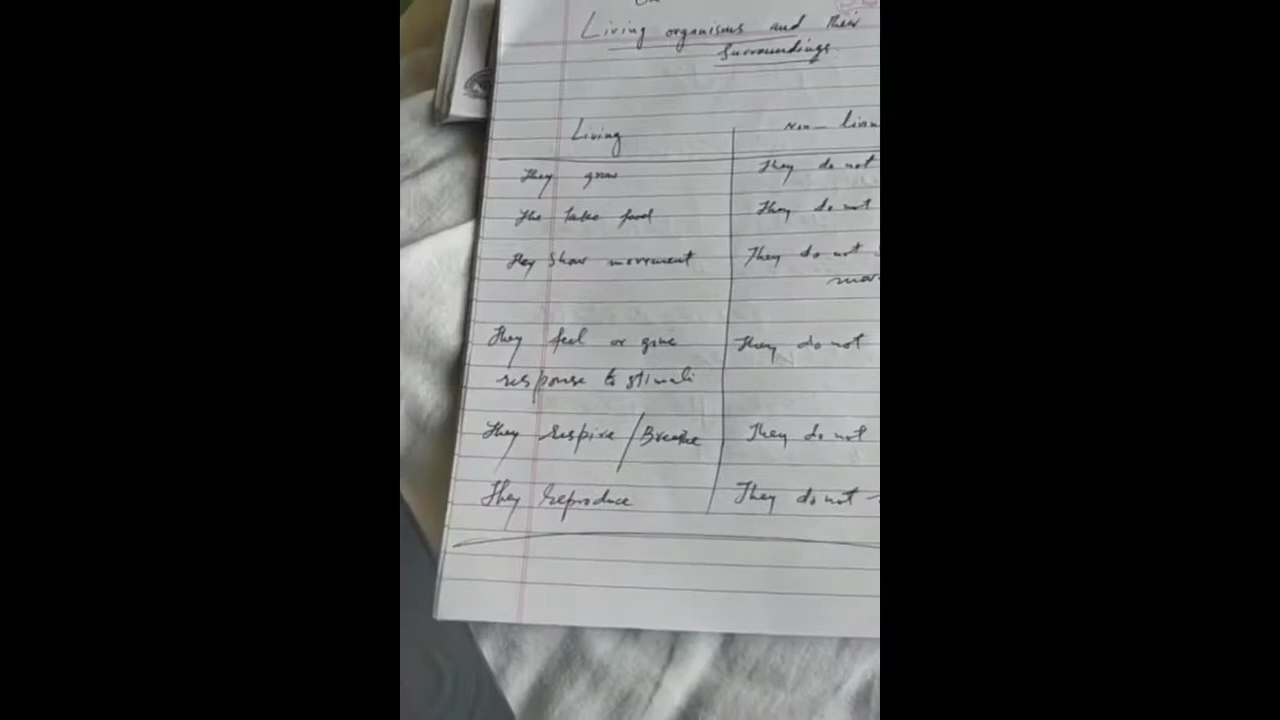 Living organisms and their
Surroundings
Living
Non-
They grow
They do not
The take food
They do not
They show movement
They do not
They feel or give
They do not
response to stimuli
They respire / Breathe
They do not
They reproduce
They do not